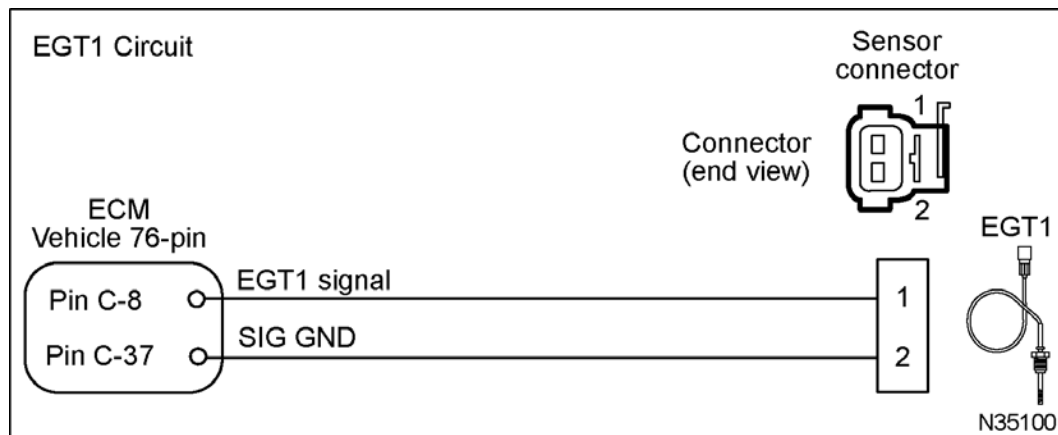 EGT1 Circuit
Sensor
connector
1
Connector
(end view)
2
ECM
Vehicle 76-pin
EGT1
Pin C-8
EGT1 signal
1
Pin C-37
SIG GND
2
N35100